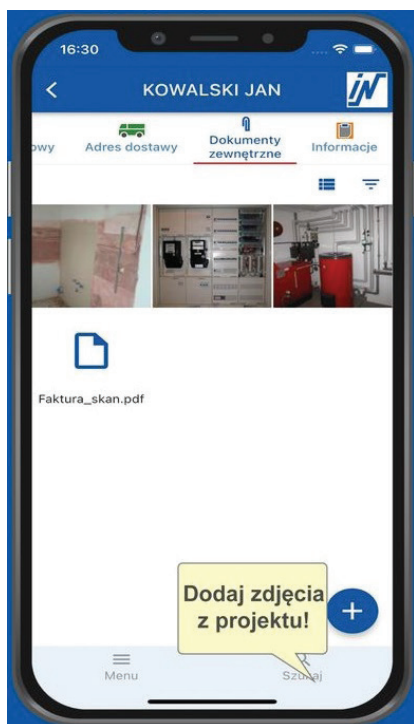 16:30
KOWALSKI JAN
owy
Adres dostawy
Dokumenty
zewnętrzne
Informacje
Faktura_skan.pdf
Dodaj zdjęcia
z projektu!
Menu
Szukaj